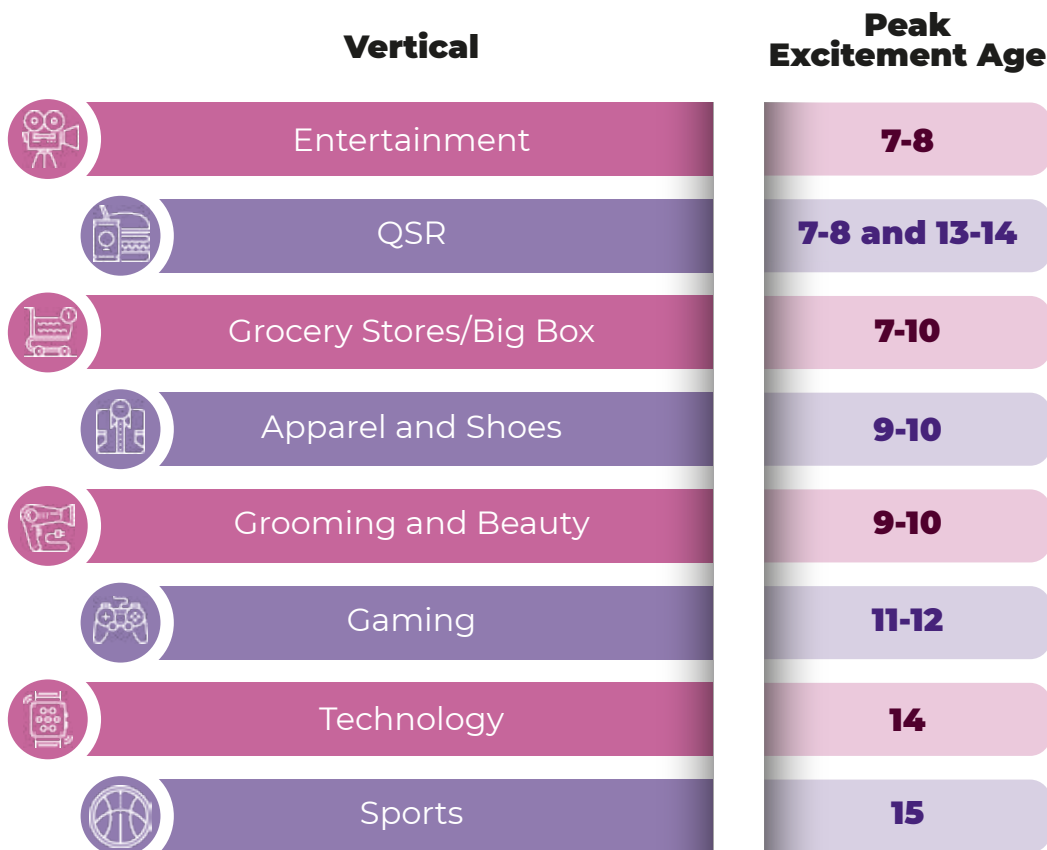 Vertical
Peak
Excitement Age
Entertainment
7-8
QSR
7-8 and 13-14
Grocery Stores/Big Box
7-10
Apparel and Shoes
9-10
Grooming and Beauty
9-10
Gaming
11-12
Technology
14
Sports
15